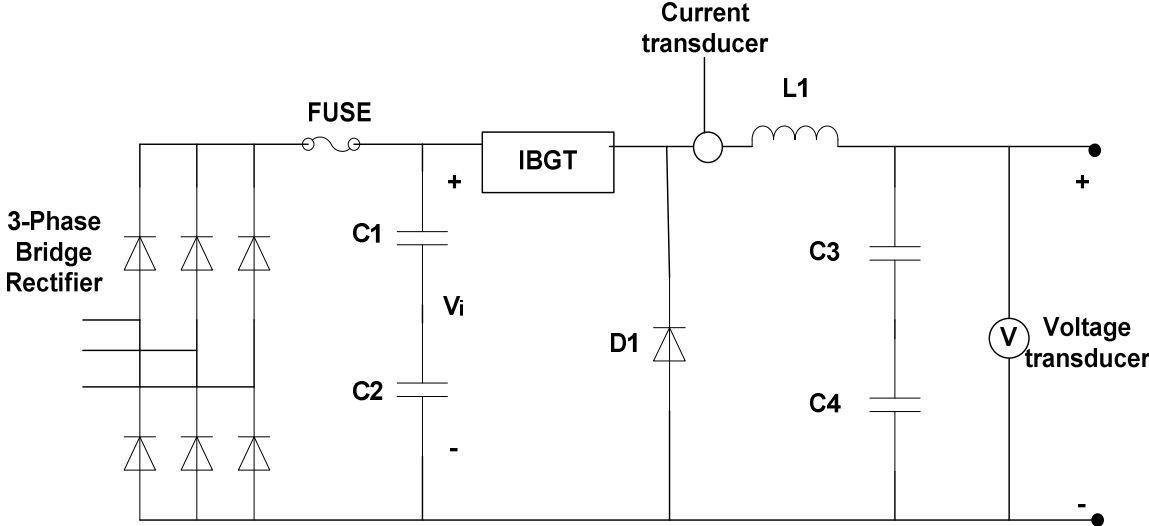 Current
transducer
L1
FUSE
IBGT
+
+
3-Phase
Bridge
Rectifier
C1
C3
Vi
D1
V
Voltage
transducer
C2
C4
-
-